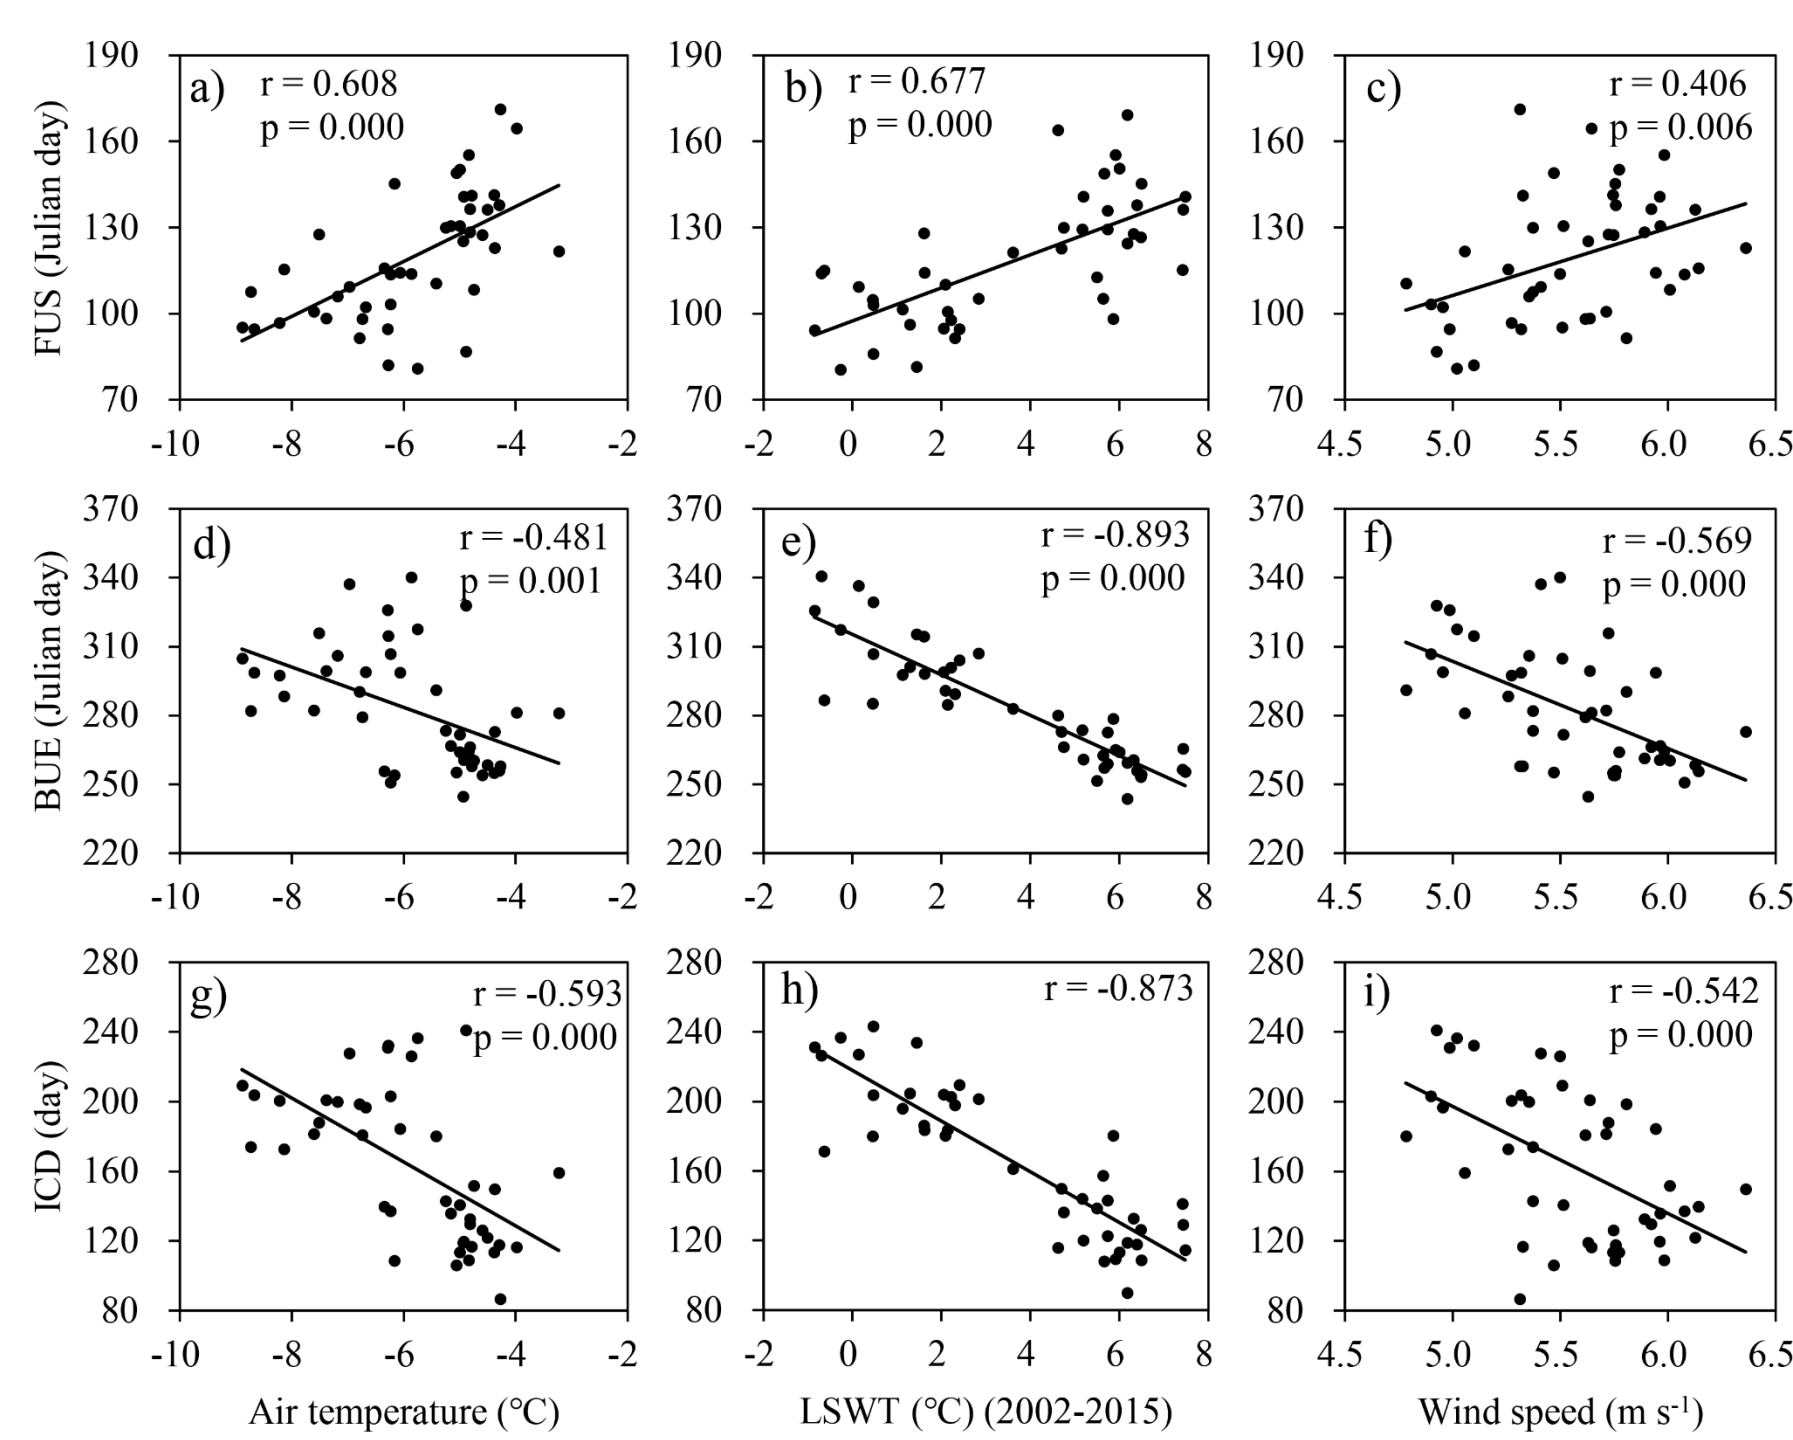 190 160 130 100 70
FUS (Julian day)
a) r = 0.608
p = 0.000
-10 -8 -6 -4 -2
190 160 130 100 70
b) r = 0.677
p = 0.000
-2 0 2 4 6 8
190 160 130 100 70
c) r = 0.406
p = 0.006
4.5 5.0 5.5 6.0 6.5
370 340 310 280 250 220
BUE (Julian day)
d) r = -0.481
p = 0.001
-10 -8 -6 -4 -2
370 340 310 280 250 220
e) r = -0.893
p = 0.000
-2 0 2 4 6 8
370 340 310 280 250 220
f) r = -0.569
p = 0.000
4.5 5.0 5.5 6.0 6.5
280 240 200 160 120 80
ICD (day)
g) r = -0.593
p = 0.000
-10 -8 -6 -4 -2
Air temperature (℃)
280 240 200 160 120 80
h) r = -0.873
-2 0 2 4 6 8
LSWT (℃) (2002-2015)
280 240 200 160 120 80
i) r = -0.542
p = 0.000
4.5 5.0 5.5 6.0 6.5
Wind speed (m s⁻¹)